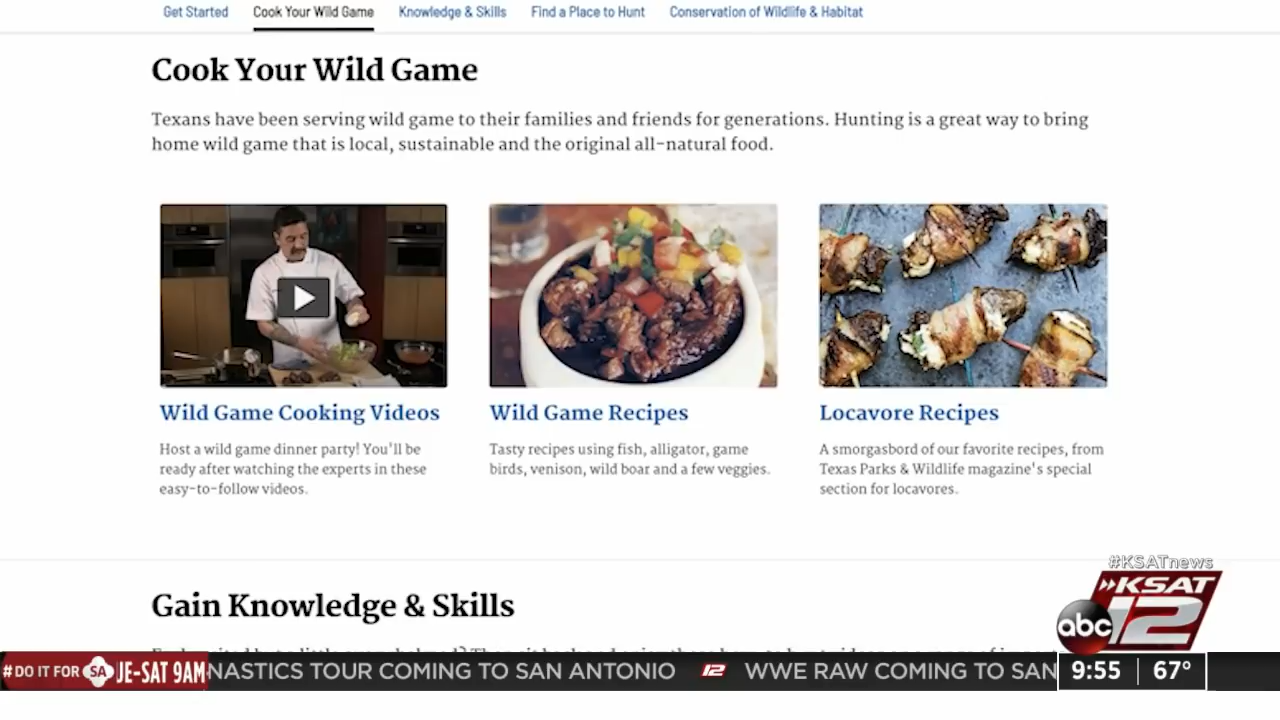 Get Started
Cook Your Wild Game
Knowledge & Skills
Find a Place to Hunt
Conservation of Wildlife & Habitat
Cook Your Wild Game
Texans have been serving wild game to their families and friends for generations. Hunting is a great way to bring
home wild game that is local, sustainable and the original all-natural food.
Wild Game Cooking Videos
Host a wild game dinner party! You'll be
ready after watching the experts in these
easy-to-follow videos.
Wild Game Recipes
Tasty recipes using fish, alligator, game
birds, venison, wild boar and a few veggies.
Locavore Recipes
A smorgasbord of our favorite recipes, from
Texas Parks & Wildlife magazine's special
section for locavores.
Gain Knowledge & Skills
#KSATnews
KSAT
abc 12
#DO IT FOR SA JE-SAT 9AM
NASTICS TOUR COMING TO SAN ANTONIO 12 WWE RAW COMING TO SAN
9:55 67°